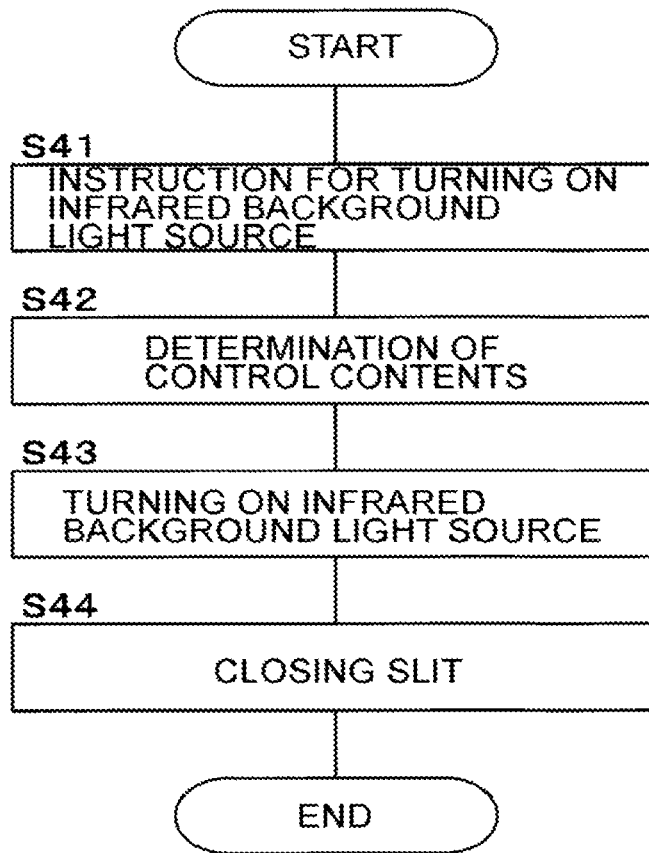 START
S41
INSTRUCTION FOR TURNING ON
INFRARED BACKGROUND
LIGHT SOURCE
S42
DETERMINATION OF
CONTROL CONTENTS
S43
TURNING ON INFRARED
BACKGROUND LIGHT SOURCE
S44
CLOSING SLIT
END